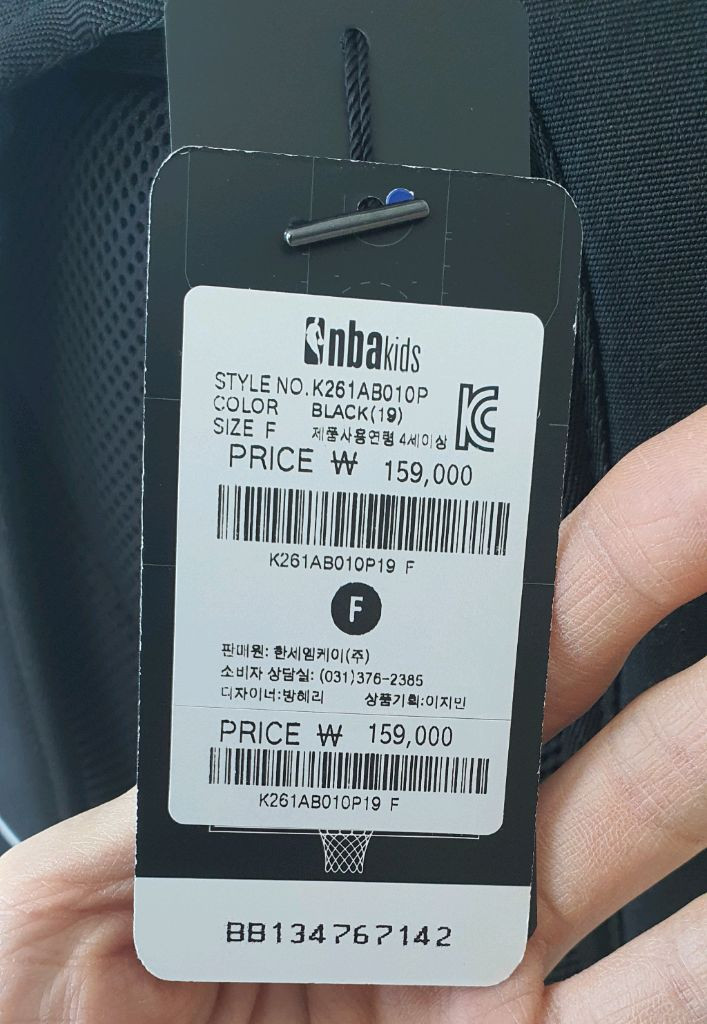 nbakids
STYLE NO.K261AB010P
COLOR BLACK(19)
SIZE F 제품사용연령 4세이상
PRICE ₩ 159,000
K261AB010P19 F
F
판매원: 한세엠케이(주)
소비자 상담실: (031)376-2385
디자이너:방혜리 상품기획:이지민
PRICE ₩ 159,000
K261AB010P19 F
BB134767142